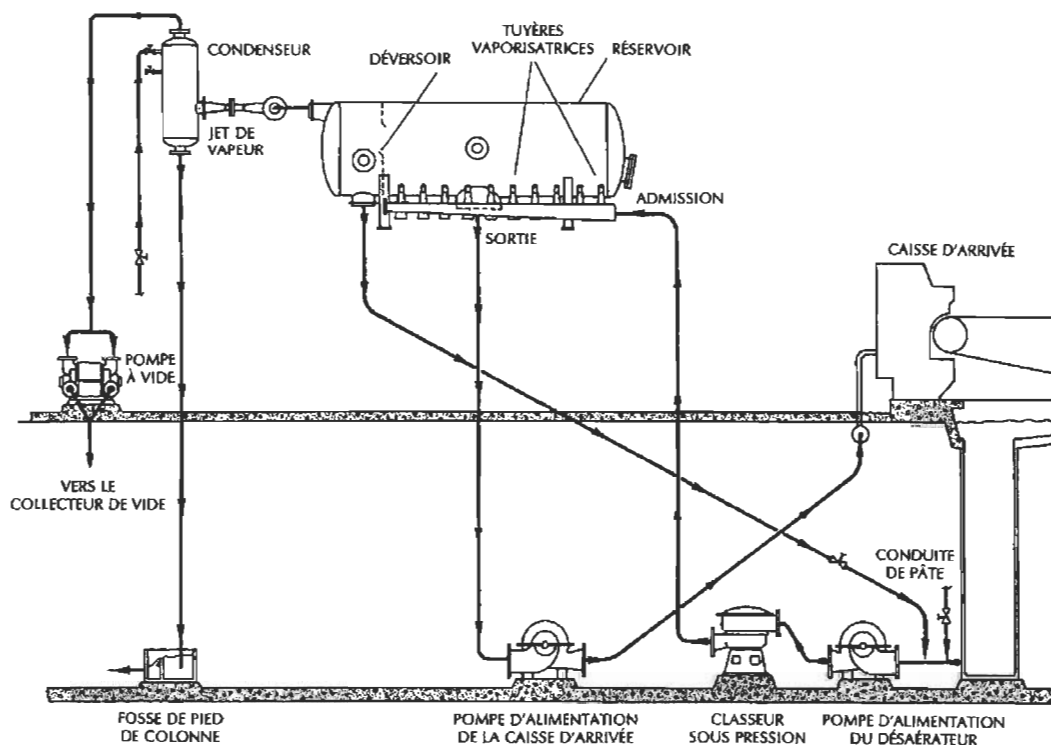 CONDENSEUR
DÉVERSOIR
TUYÈRES
VAPORISATRICES
RÉSERVOIR
JET DE
VAPEUR
ADMISSION
SORTIE
CAISSE D'ARRIVÉE
POMPE
À VIDE
VERS LE
COLLECTEUR DE VIDE
CONDUITE
DE PÂTE
FOSSE DE PIED
DE COLONNE
POMPE D'ALIMENTATION
DE LA CAISSE D'ARRIVÉE
CLASSEUR
SOUS PRESSION
POMPE D'ALIMENTATION
DU DÉSAÉRATEUR